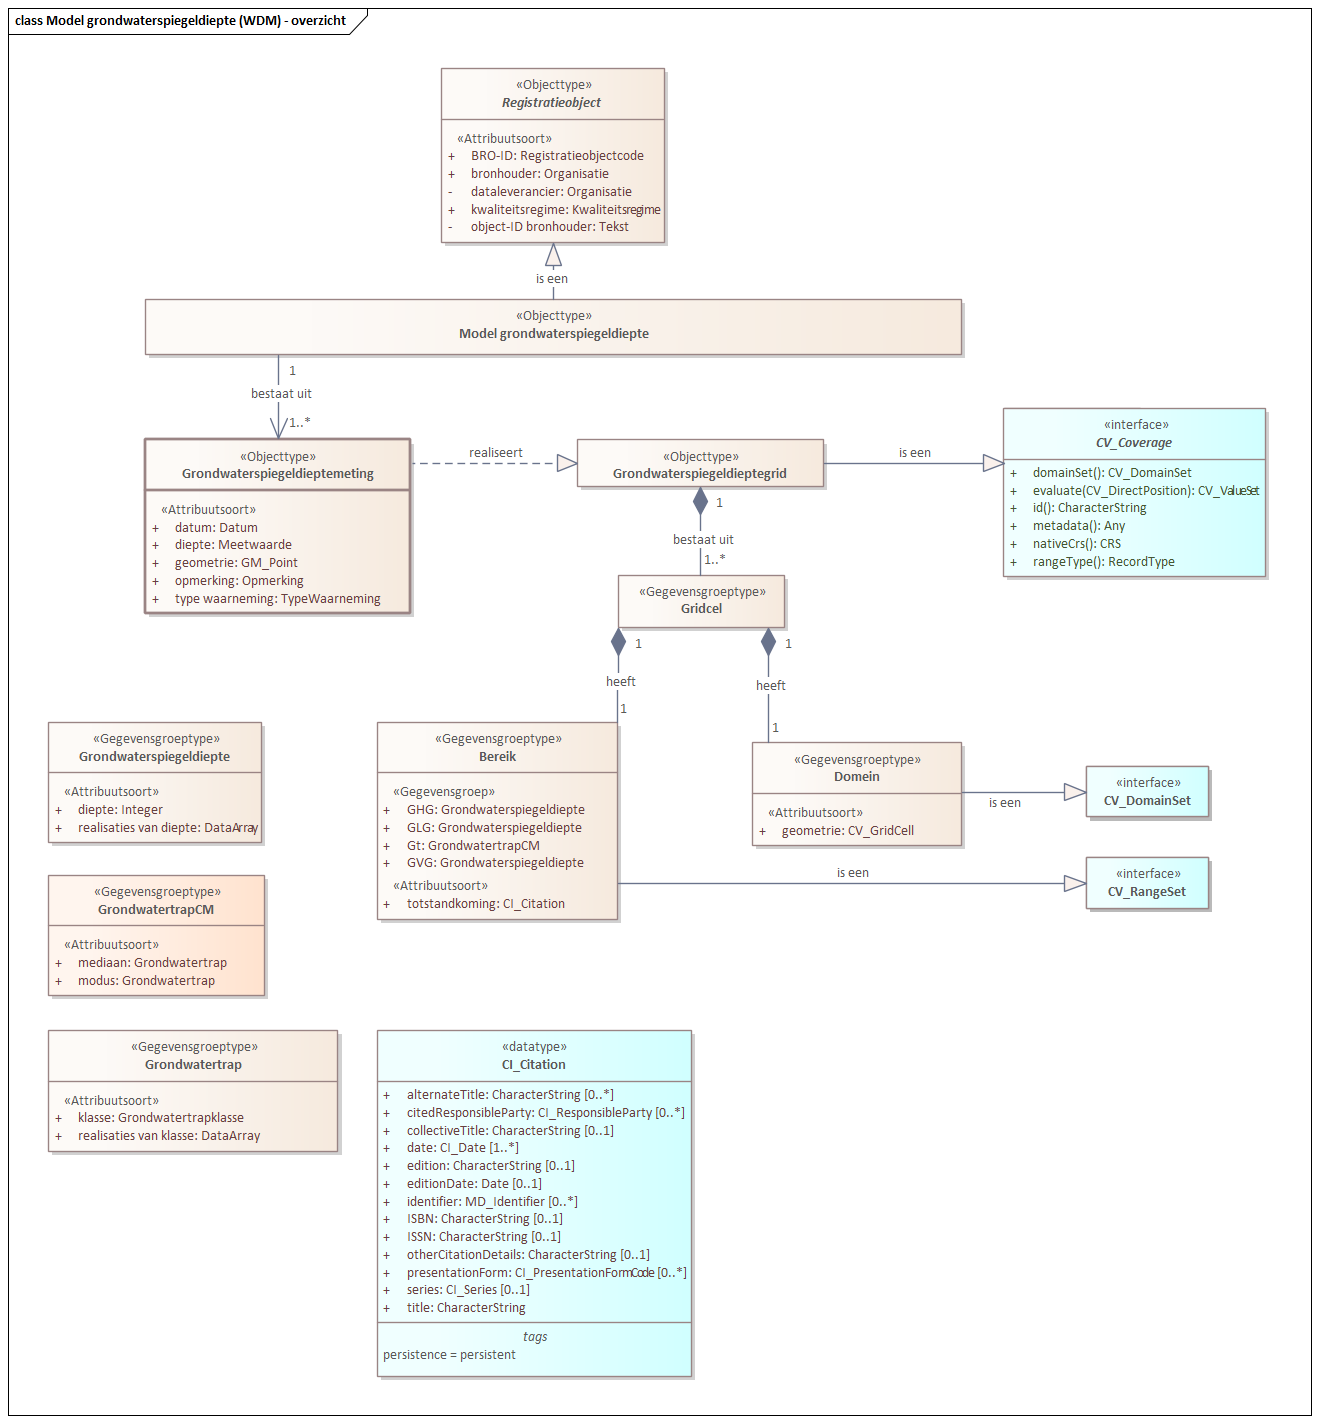 class Model grondwaterspiegeldiepte (WDM) - overzicht
«Objecttype»
Registratieobject
«Attribuutsoort»
+ BRO-ID: Registratieobjectcode
+ bronhouder: Organisatie
- dataleverancier: Organisatie
+ kwaliteitsregime: Kwaliteitsregime
- object-ID bronhouder: Tekst
is een
«Objecttype»
Model grondwaterspiegeldiepte
1
bestaat uit
1..*
«Objecttype»
Grondwaterspiegeldieptemeting
«Attribuutsoort»
+ datum: Datum
+ diepte: Meetwaarde
+ geometrie: GM_Point
+ opmerking: Opmerking
+ type waarneming: TypeWaarneming
realiseert
«Objecttype»
Grondwaterspiegeldieptegrid
is een
«interface»
CV_Coverage
+ domainSet(): CV_DomainSet
+ evaluate(CV_DirectPosition): CV_ValueSet
+ id(): CharacterString
+ metadata(): Any
+ nativeCrs(): CRS
+ rangeType(): RecordType
1
bestaat uit
1..*
«Gegevensgroeptype»
Gridcel
1
heeft
1
1
heeft
1
«Gegevensgroeptype»
Grondwaterspiegeldiepte
«Attribuutsoort»
+ diepte: Integer
+ realisaties van diepte: DataArray
«Gegevensgroeptype»
Bereik
«Gegevensgroep»
+ GHG: Grondwaterspiegeldiepte
+ GLG: Grondwaterspiegeldiepte
+ Gt: GrondwatertrapCM
+ GVG: Grondwaterspiegeldiepte
«Attribuutsoort»
+ totstandkoming: CI_Citation
«Gegevensgroeptype»
Domein
«Attribuutsoort»
+ geometrie: CV_GridCell
is een
«interface»
CV_DomainSet
is een
«interface»
CV_RangeSet
«Gegevensgroeptype»
GrondwatertrapCM
«Attribuutsoort»
+ mediaan: Grondwatertrap
+ modus: Grondwatertrap
«Gegevensgroeptype»
Grondwatertrap
«Attribuutsoort»
+ klasse: Grondwatertrapklasse
+ realisaties van klasse: DataArray
«datatype»
CI_Citation
+ alternateTitle: CharacterString [0..*]
+ citedResponsibleParty: CI_ResponsibleParty [0..*]
+ collectiveTitle: CharacterString [0..1]
+ date: CI_Date [1..*]
+ edition: CharacterString [0..1]
+ editionDate: Date [0..1]
+ identifier: MD_Identifier [0..*]
+ ISBN: CharacterString [0..1]
+ ISSN: CharacterString [0..1]
+ otherCitationDetails: CharacterString [0..1]
+ presentationForm: CI_PresentationFormCode [0..*]
+ series: CI_Series [0..1]
+ title: CharacterString
tags
persistence = persistent